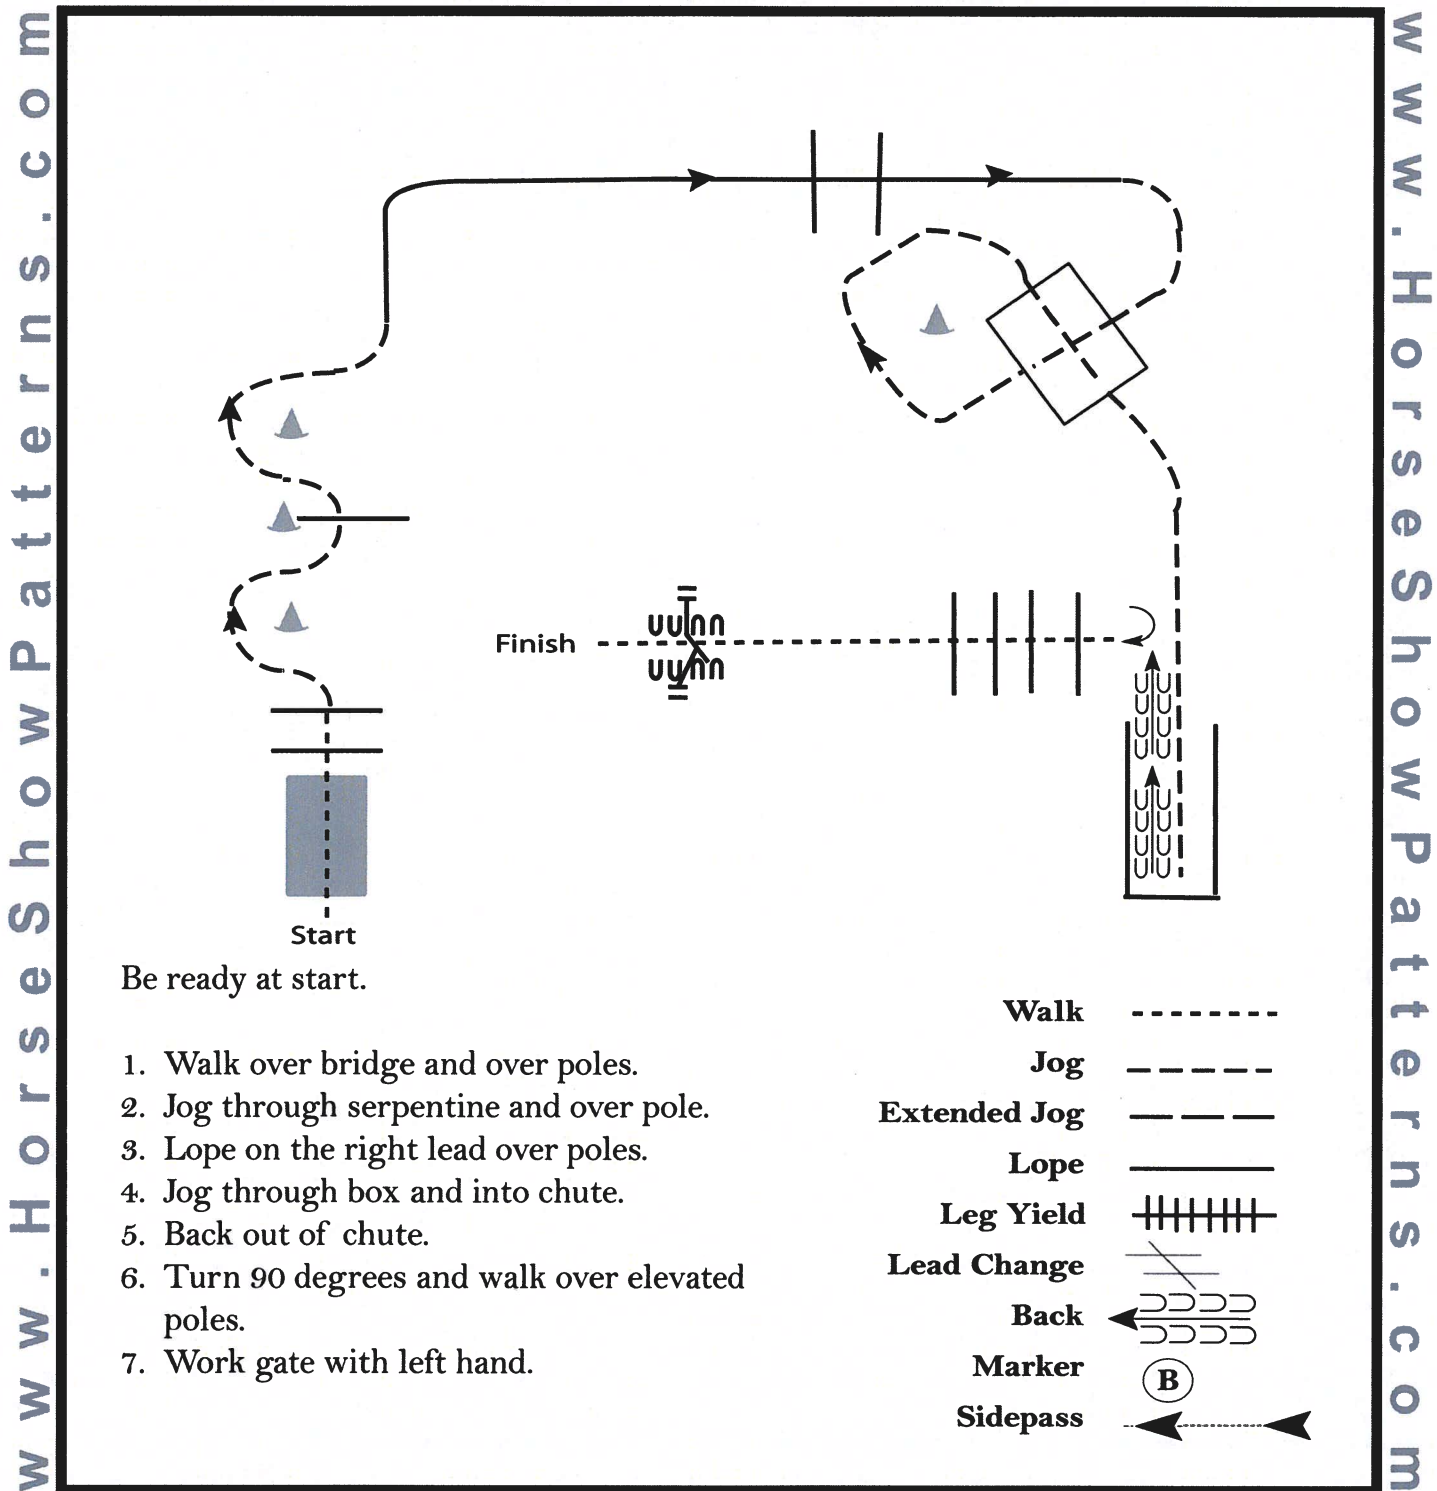 www.HorseShowPatterns.com
www.HorseShowPatterns.com
Finish
Start
Be ready at start.
1. Walk over bridge and over poles.
2. Jog through serpentine and over pole.
3. Lope on the right lead over poles.
4. Jog through box and into chute.
5. Back out of chute.
6. Turn 90 degrees and walk over elevated
poles.
7. Work gate with left hand.
Walk
Jog
Extended Jog
Lope
Leg Yield
Lead Change
Back
Marker
B
Sidepass